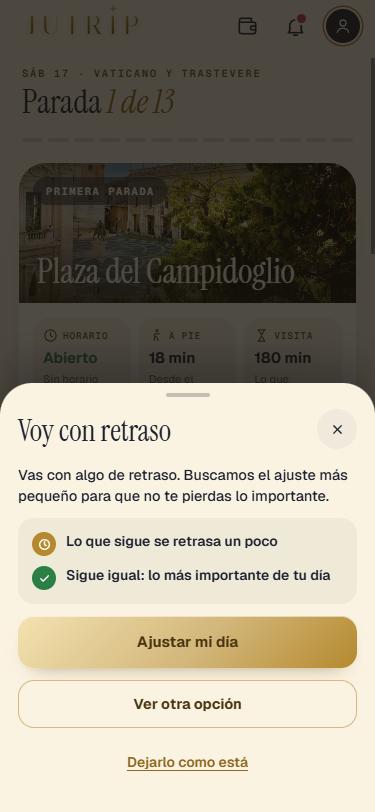 JUTRIP
SÁB 17 · VATICANO Y TRASTEVERE
Parada 1 de 13
PRIMERA PARADA
Plaza del Campidoglio
HORARIO
Abierto
Sin horario
A PIE
18 min
Desde el
VISITA
180 min
Lo que
Voy con retraso
Vas con algo de retraso. Buscamos el ajuste más
pequeño para que no te pierdas lo importante.
Lo que sigue se retrasa un poco
Sigue igual: lo más importante de tu día
Ajustar mi día
Ver otra opción
Dejarlo como está